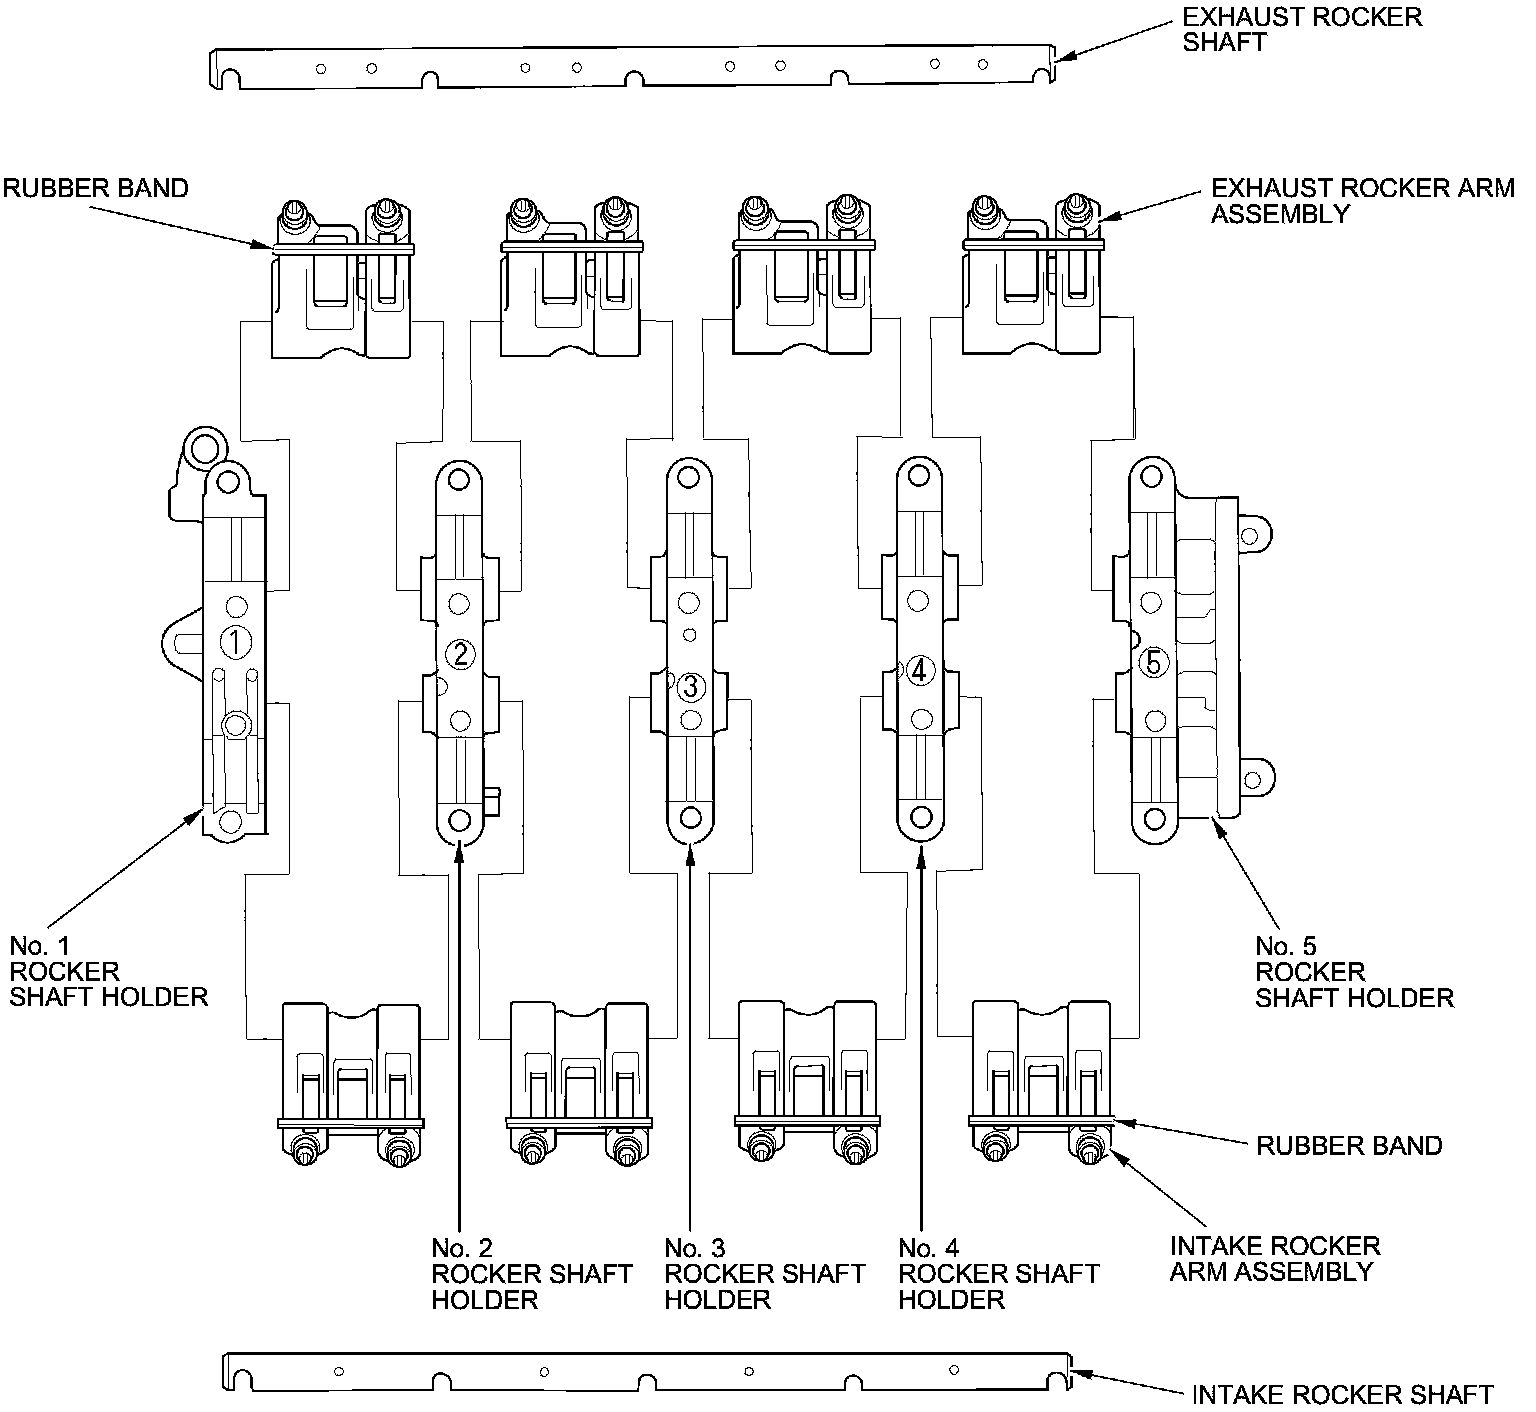 EXHAUST ROCKER
SHAFT
RUBBER BAND
EXHAUST ROCKER ARM
ASSEMBLY
1
2
3
4
5
No. 1
ROCKER
SHAFT HOLDER
No. 5
ROCKER
SHAFT HOLDER
RUBBER BAND
No. 2
ROCKER SHAFT
HOLDER
No. 3
ROCKER SHAFT
HOLDER
No. 4
ROCKER SHAFT
HOLDER
INTAKE ROCKER
ARM ASSEMBLY
INTAKE ROCKER SHAFT